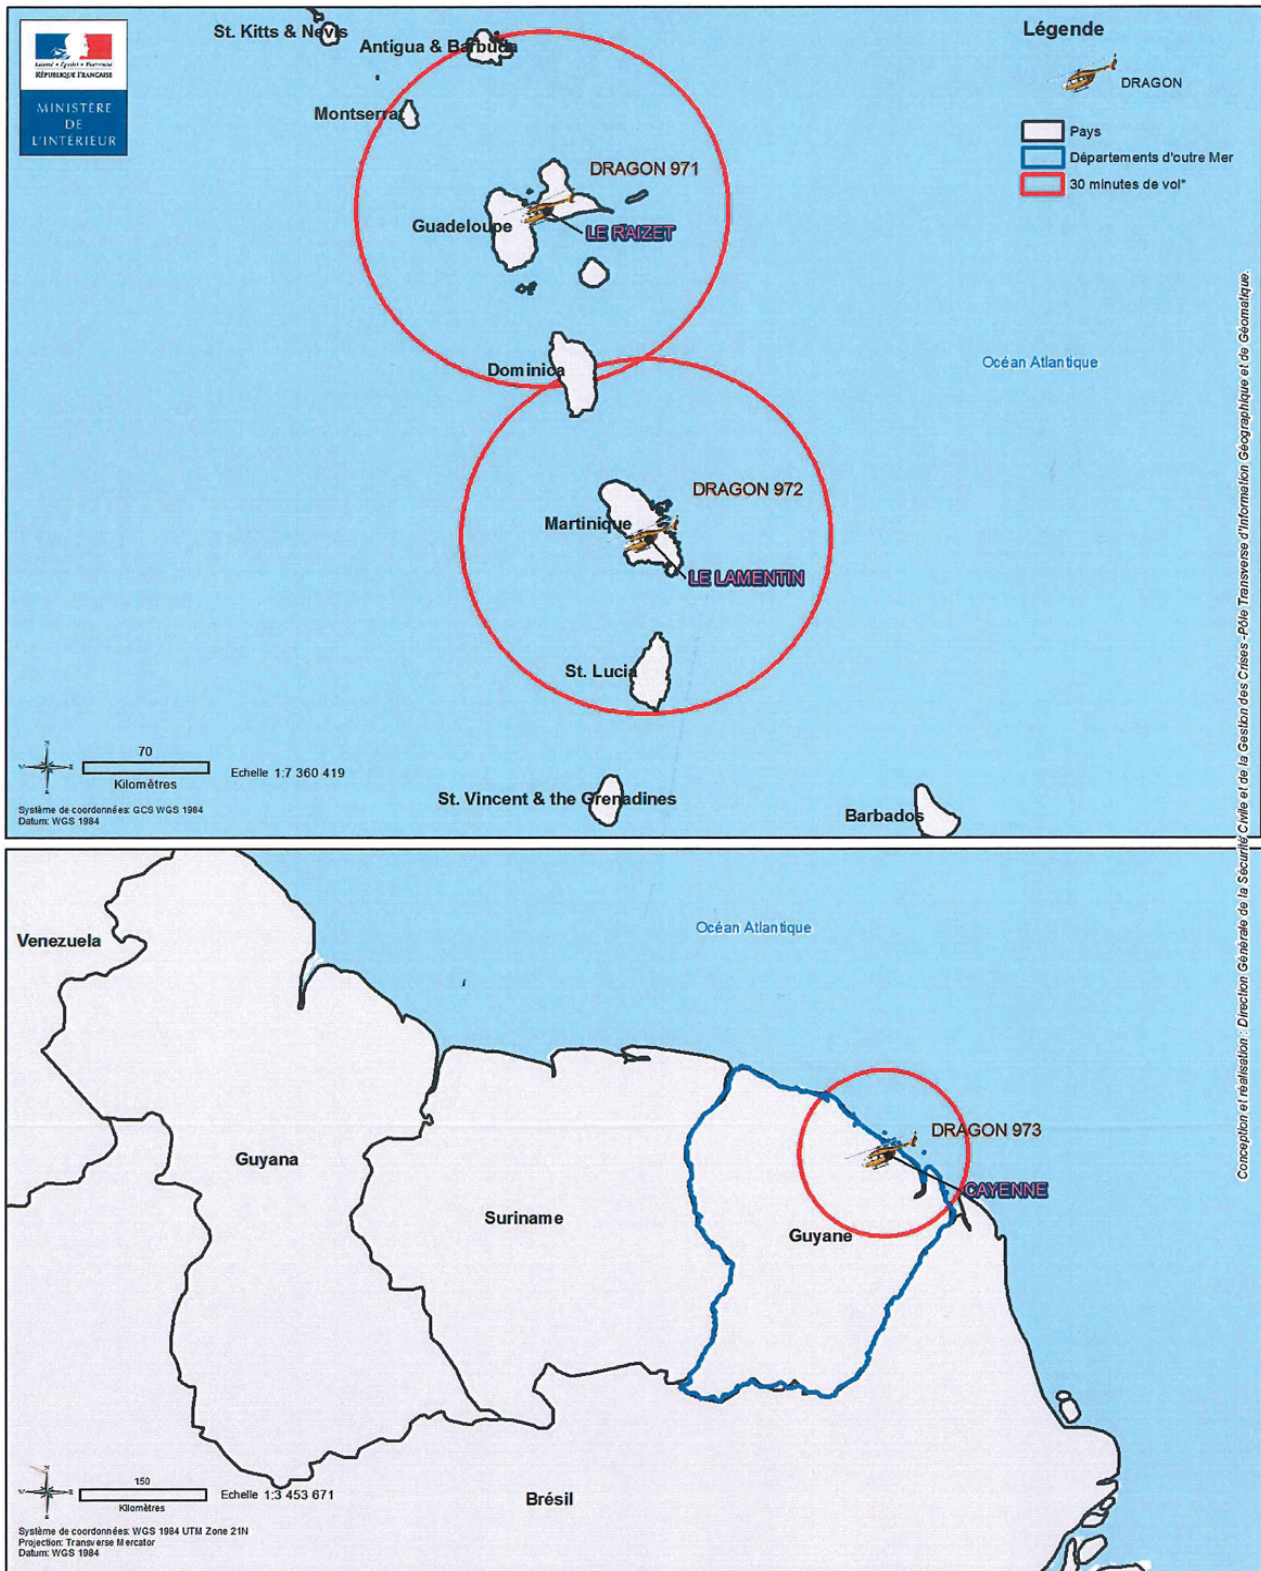 Liberté • Égalité • Fraternité
RÉPUBLIQUE FRANÇAISE
MINISTÈRE
DE
L'INTÉRIEUR
St. Kitts & Nevis
Antigua & Barbuda
Montserrat
DRAGON 971
Guadeloupe
LE RAIZET
Dominica
DRAGON 972
Martinique
LE LAMENTIN
St. Lucia
St. Vincent & the Grenadines
Barbados
Océan Atlantique
Légende
DRAGON
Pays
Départements d'outre Mer
30 minutes de vol*
70
Kilomètres
Echelle 1:7 360 419
Système de coordonnées: GCS WGS 1984
Datum: WGS 1984
Conception et réalisation : Direction Générale de la Sécurité Civile et de la Gestion des Crises -Pôle Transverse d'Information Géographique et de Géomatique.
Océan Atlantique
Venezuela
Guyana
Suriname
Guyane
DRAGON 973
CAYENNE
Brésil
150
Kilomètres
Echelle 1:3 453 671
Système de coordonnées: WGS 1984 UTM Zone 21N
Projection: Transverse Mercator
Datum: WGS 1984